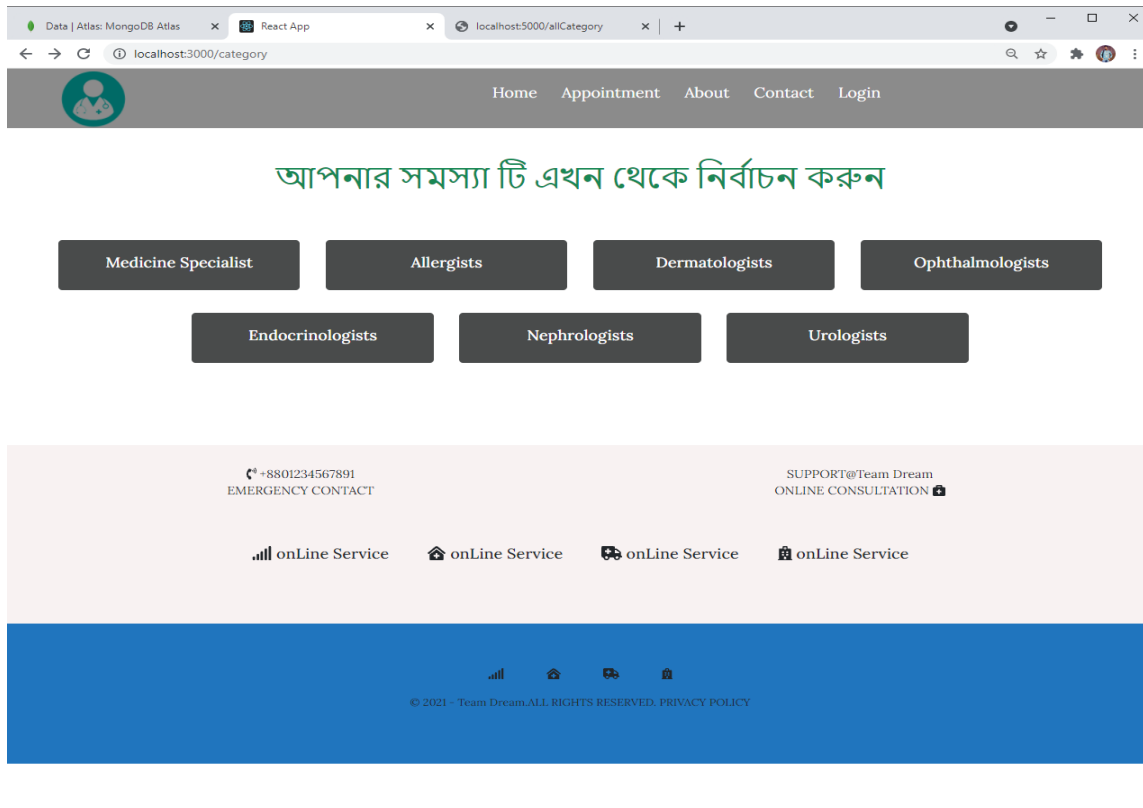 Data | Atlas: MongoDB Atlas
React App
localhost:5000/allCategory
localhost:3000/category
Home Appointment About Contact Login
আপনার সমস্যা টি এখন থেকে নির্বাচন করুন
Medicine Specialist Allergists Dermatologists Ophthalmologists
Endocrinologists Nephrologists Urologists
+8801234567891
EMERGENCY CONTACT
SUPPORT@Team Dream
ONLINE CONSULTATION
onLine Service onLine Service onLine Service onLine Service
© 2021 - Team Dream.ALL RIGHTS RESERVED. PRIVACY POLICY